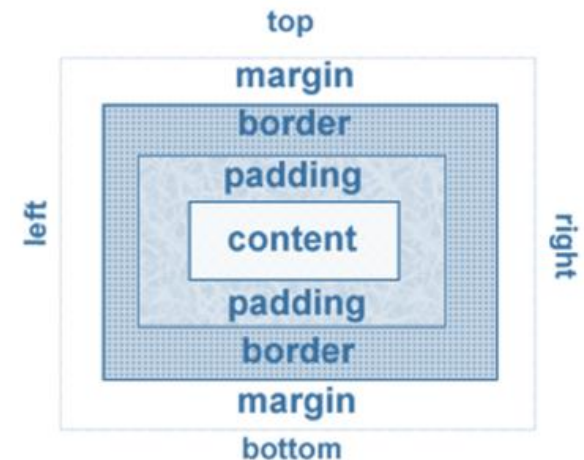 top
margin
border
padding
left
content
right
padding
border
margin
bottom